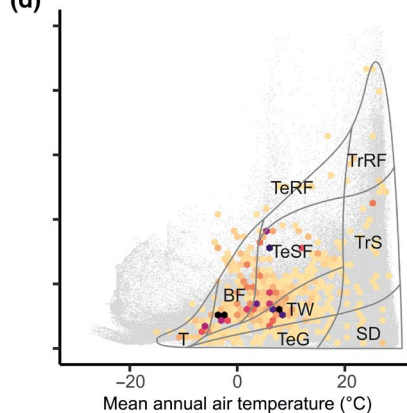 (d)
TrRF
TeRF
TrS
TeSF
BF
TW
T
TeG
SD
−20
0
20
Mean annual air temperature (°C)